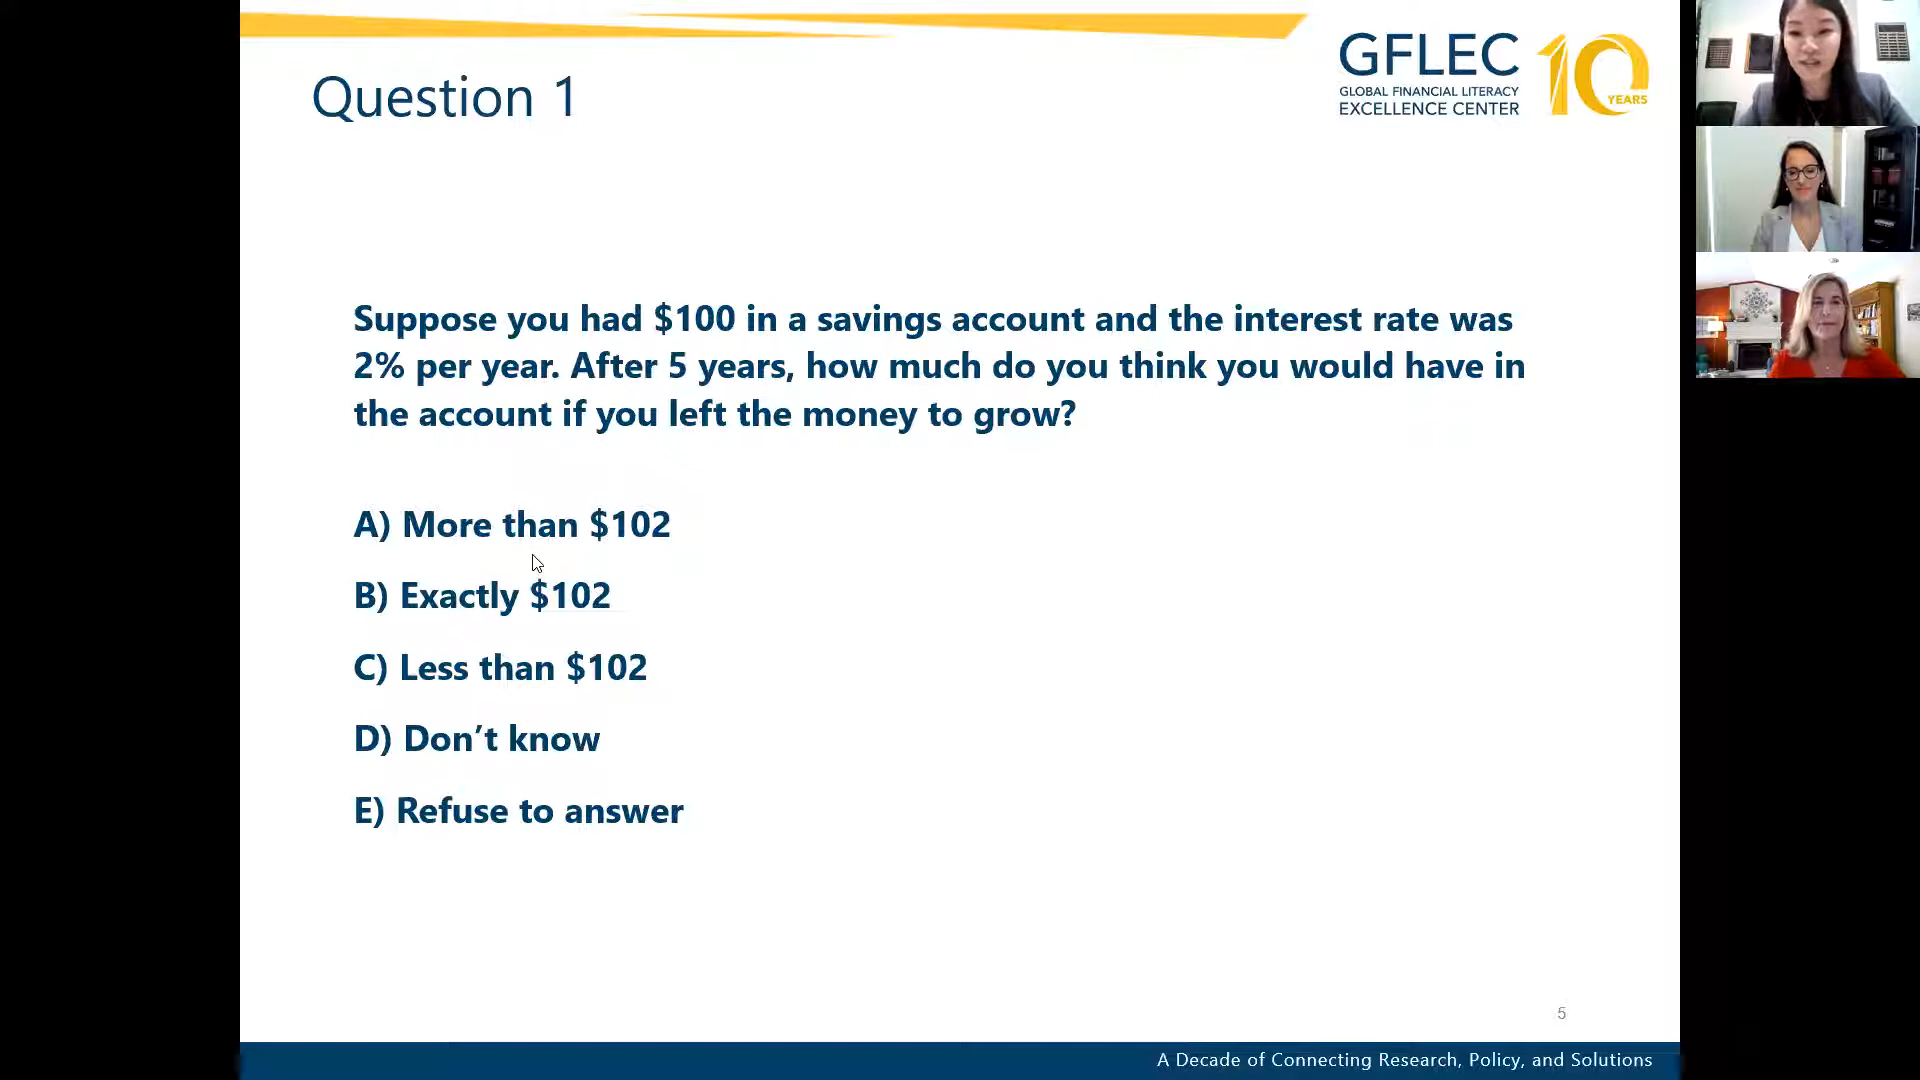 Question 1
GFLEC
GLOBAL FINANCIAL LITERACY
EXCELLENCE CENTER
10
YEARS
Suppose you had $100 in a savings account and the interest rate was
2% per year. After 5 years, how much do you think you would have in
the account if you left the money to grow?
A) More than $102
B) Exactly $102
C) Less than $102
D) Don’t know
E) Refuse to answer
5
A Decade of Connecting Research, Policy, and Solutions